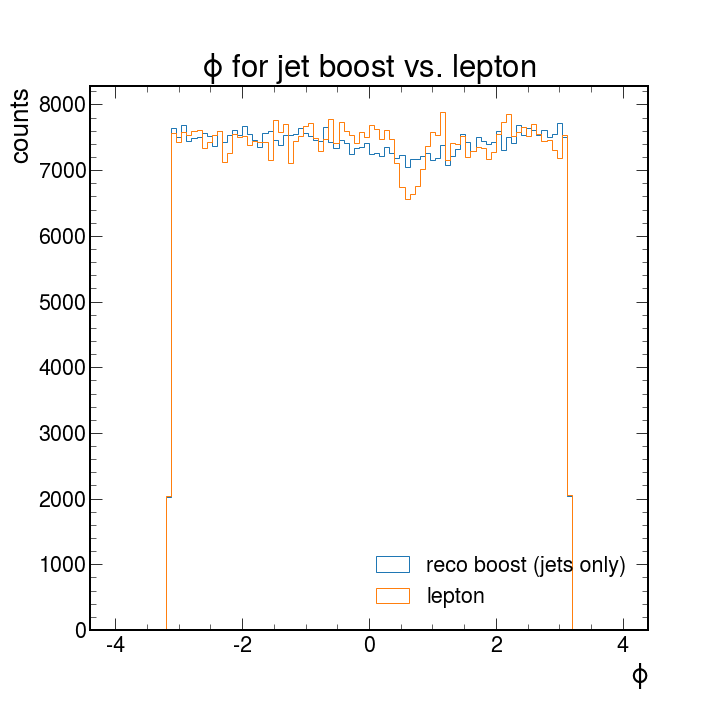 ϕ for jet boost vs. lepton
counts
8000
7000
6000
5000
4000
3000
2000
1000
0
reco boost (jets only)
lepton
-4 -2 0 2 4
ϕ